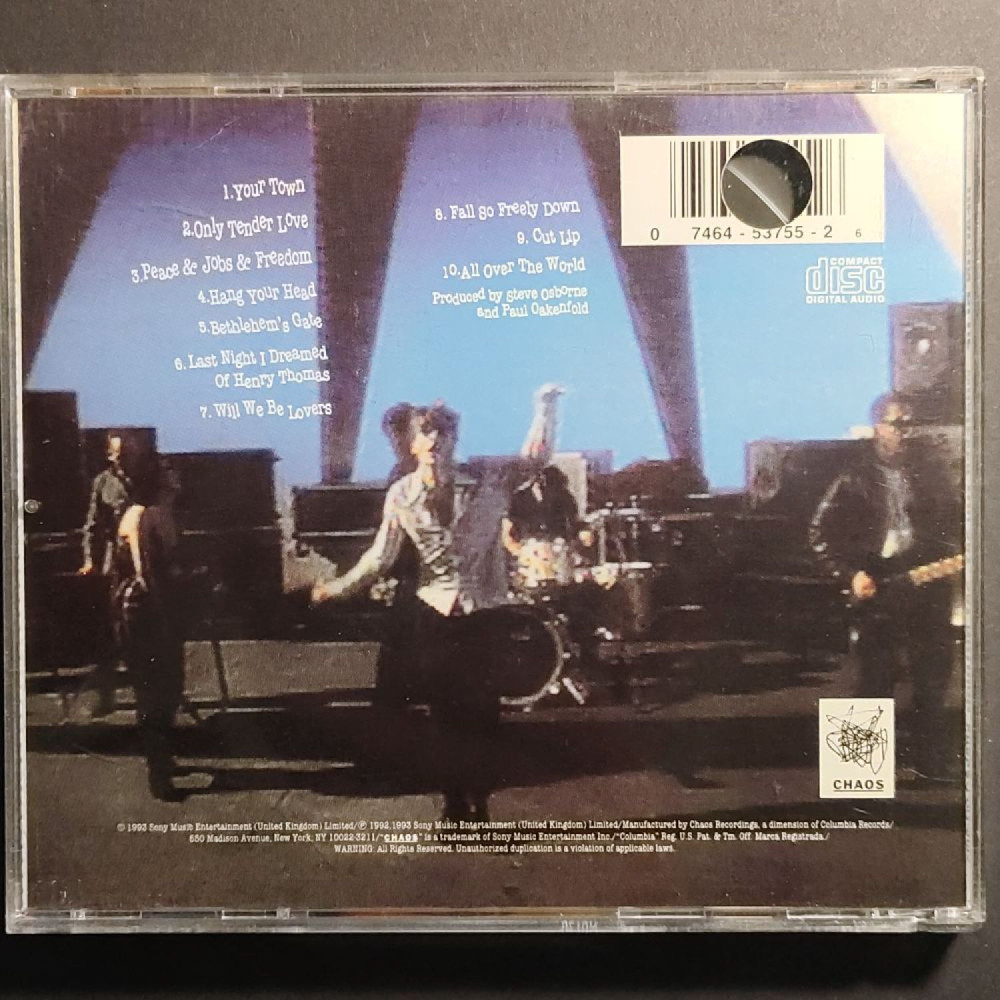 1.Your Town
2.Only Tender Love
3.Peace & Jobs & Freedom
4.Hang Your Head
5.Bethlehem's Gate
6.Last Night I Dreamed
Of Henry Thomas
7.Will We Be Lovers
8. Fall So Freely Down
9. Cut Lip
10.All Over The World
Produced by Steve Osborne
and Paul Oakenfold
0 7464 - 53755 - 2 6
COMPACT
disc
DIGITAL AUDIO
CHAOS
© 1993 Sony Music Entertainment (United Kingdom) Limited/℗ 1992,1993 Sony Music Entertainment (United Kingdom) Limited/Manufactured by Chaos Recordings, a dimension of Columbia Records/
550 Madison Avenue, New York, NY 10022-3211/"CHAOS" is a trademark of Sony Music Entertainment Inc./"Columbia" Reg. U.S. Pat. & Tm. Off. Marca Registrada./
WARNING: All Rights Reserved. Unauthorized duplication is a violation of applicable laws.